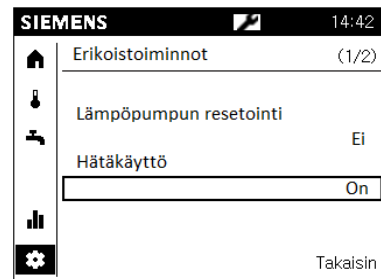 SIEMENS 14:42
Erikoistoiminnot (1/2)
Lämpöpumpun resetointi
Ei
Hätäkäyttö
On
Takaisin